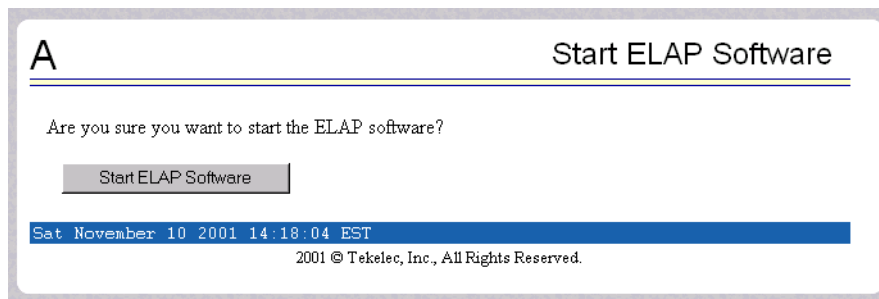 A Start ELAP Software
Are you sure you want to start the ELAP software?
Start ELAP Software
Sat November 10 2001 14:18:04 EST
2001 © Tekelec, Inc., All Rights Reserved.